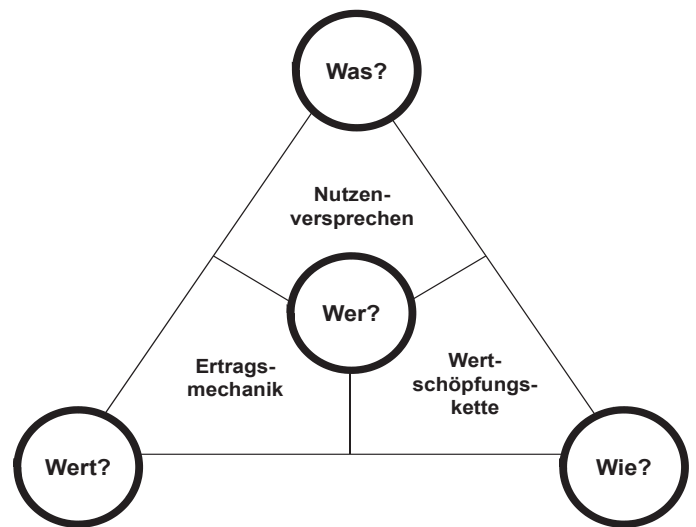 Was?
Nutzen-
versprechen
Wer?
Ertrags-
mechanik
Wert-
schöpfungs-
kette
Wert?
Wie?